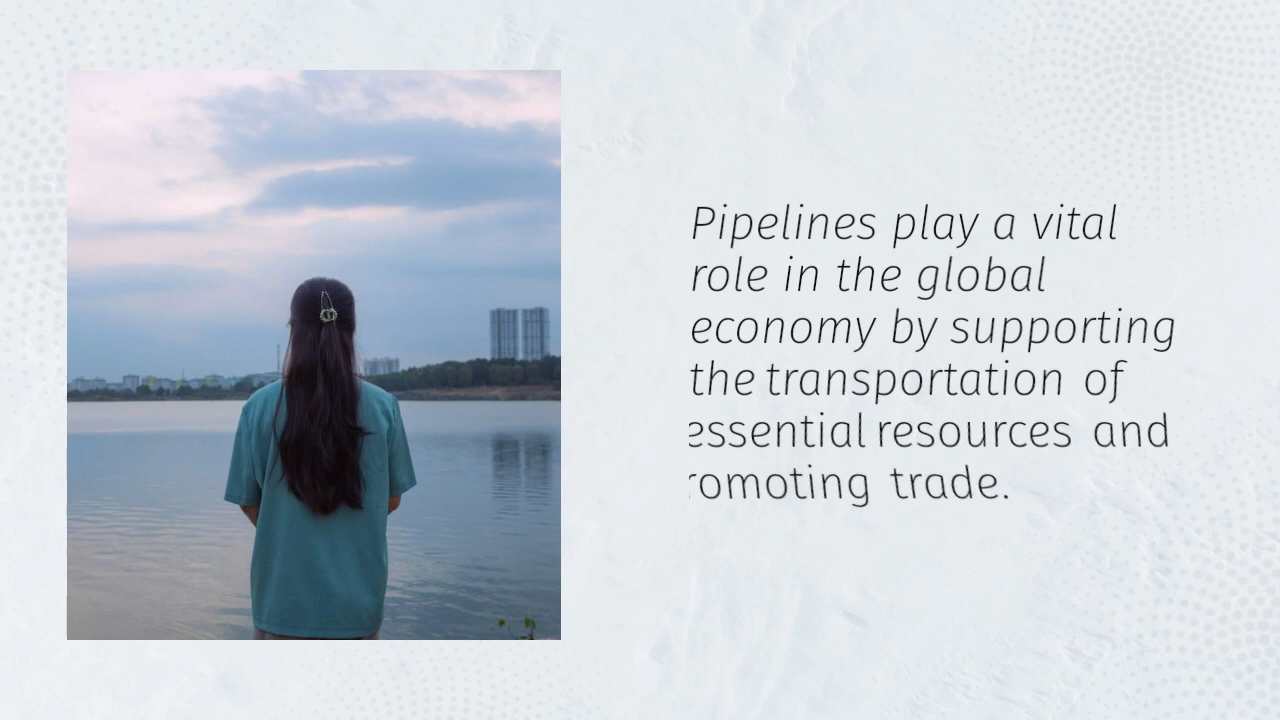 Pipelines play a vital
role in the global
economy by supporting
the transportation of
essential resources and
romoting trade.